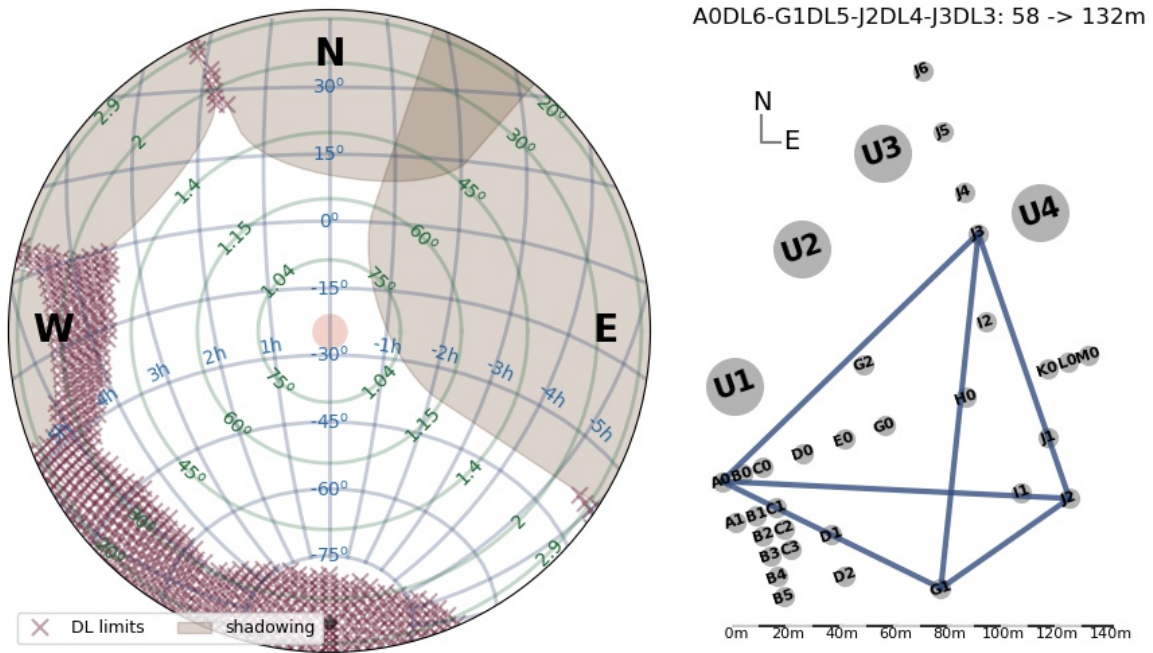 A0DL6-G1DL5-J2DL4-J3DL3: 58 -> 132m
N
30°
15°
0°
-15°
-30°
-45°
-60°
-75°
W
E
2.9
2
1.4
1.15
1.04
20°
30°
45°
60°
75°
4h
3h
2h
1h
-1h
-2h
-3h
-4h
-5h
75°
60°
45°
1.04
1.15
1.4
2
2.9
DL limits
shadowing
N
E
J6
J5
U3
J4
U4
J3
U2
I2
K0
L0
M0
G2
U1
H0
G0
J1
E0
D0
A0
B0
C0
I1
J2
A1
B1
C1
B2
C2
D1
B3
C3
B4
D2
B5
G1
0m
20m
40m
60m
80m
100m
120m
140m